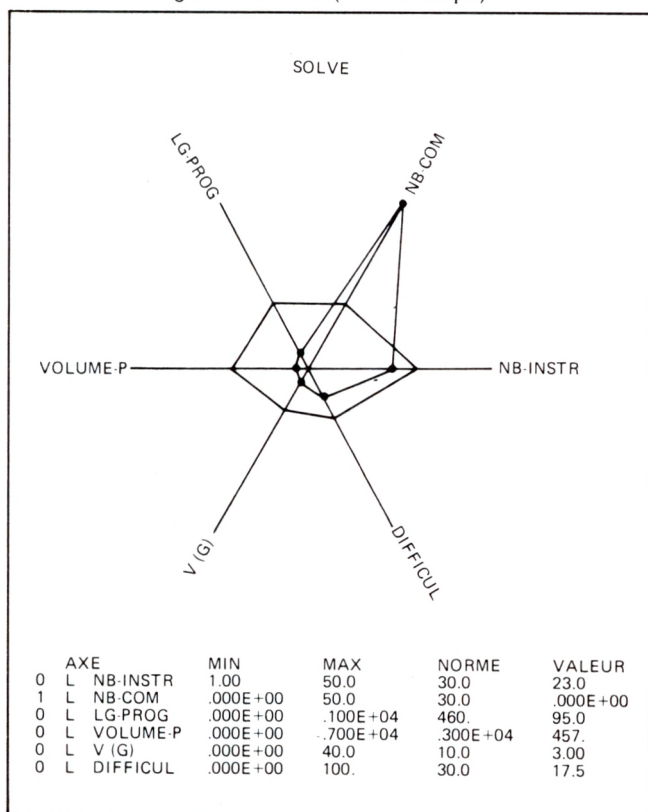 SOLVE
LG-PROG
NB-COM
VOLUME-P
NB-INSTR
V (G)
DIFFICUL
AXE MIN MAX NORME VALEUR
0 L NB-INSTR 1.00 50.0 30.0 23.0
1 L NB-COM .000E+00 50.0 30.0 .000E+00
0 L LG-PROG .000E+00 .100E+04 460. 95.0
0 L VOLUME-P .000E+00 .700E+04 .300E+04 457.
0 L V (G) .000E+00 40.0 10.0 3.00
0 L DIFFICUL .000E+00 100. 30.0 17.5